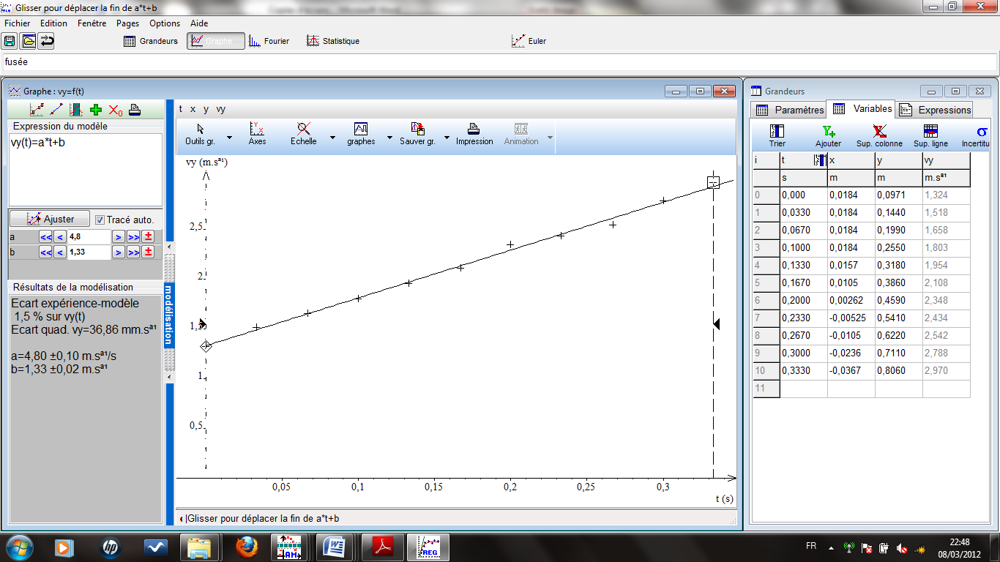 Glisser pour déplacer la fin de a*t+b
Fichier Edition Fenêtre Pages Options Aide
Grandeurs Graphe Fourier Statistique Euler
fusée
Graphe : vy=f(t)
Expression du modèle
vy(t)=a*t+b
Ajuster Tracé auto.
a << < 4,8 > >> ±
b << < 1,33 > >> ±
Résultats de la modélisation
Ecart expérience-modèle
1,5 % sur vy(t)
Ecart quad. vy=36,86 mm.sª¹
a=4,80 ±0,10 m.sª¹/s
b=1,33 ±0,02 m.sª¹
modélisation
t x y vy
Outils gr. Axes Echelle graphes Sauver gr. Impression Animation
vy (m.sª¹)
2,5
2
1,5
1
0,5
0,05 0,1 0,15 0,2 0,25 0,3
t (s)
Glisser pour déplacer la fin de a*t+b
Grandeurs
Paramètres Variables Expressions
Trier Ajouter Sup. colonne Sup. ligne Incertitu
i t x y vy
s m m m.sª¹
0 0,000 0,0184 0,0971 1,324
1 0,0330 0,0184 0,1440 1,518
2 0,0670 0,0184 0,1990 1,658
3 0,1000 0,0184 0,2550 1,803
4 0,1330 0,0157 0,3180 1,954
5 0,1670 0,0105 0,3860 2,108
6 0,2000 0,00262 0,4590 2,348
7 0,2330 -0,00525 0,5410 2,434
8 0,2670 -0,0105 0,6220 2,542
9 0,3000 -0,0236 0,7110 2,788
10 0,3330 -0,0367 0,8060 2,970
11
FR
22:48
08/03/2012